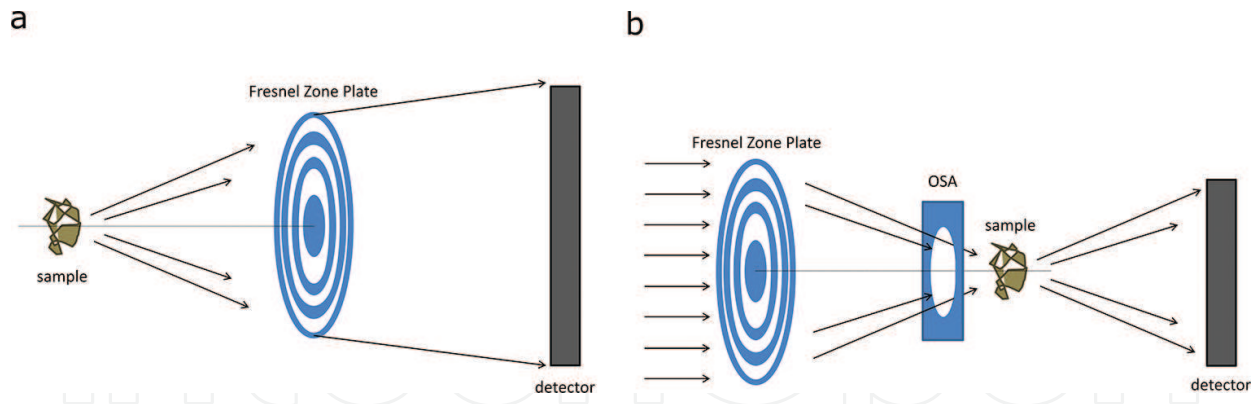 a
Fresnel Zone Plate
sample
detector
b
Fresnel Zone Plate
OSA
sample
detector